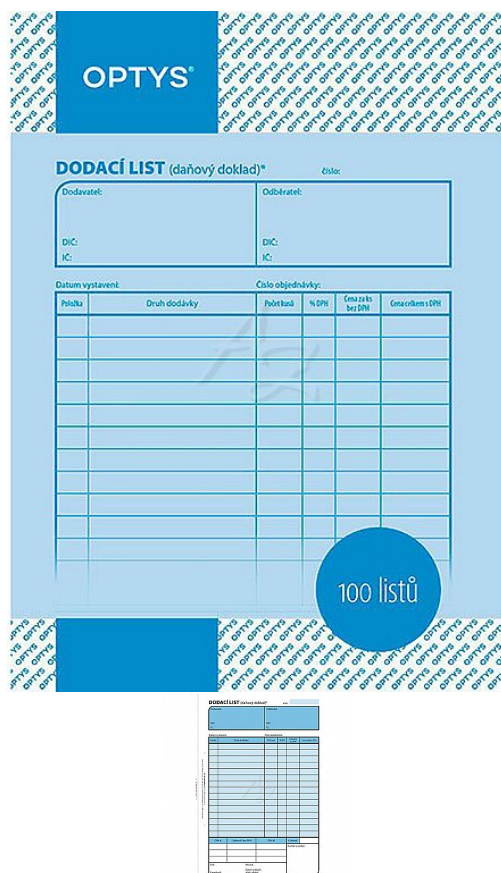 OPTYS
DODACÍ LIST (daňový doklad)* číslo:
Dodavatel: Odběratel:
DIČ: DIČ:
IČ: IČ:
Datum vystavení: Číslo objednávky:
Položka Druh dodávky Počet kusů % DPH Cena za ks bez DPH Cena celkem s DPH
100 listů
DODACÍ LIST (daňový doklad)*